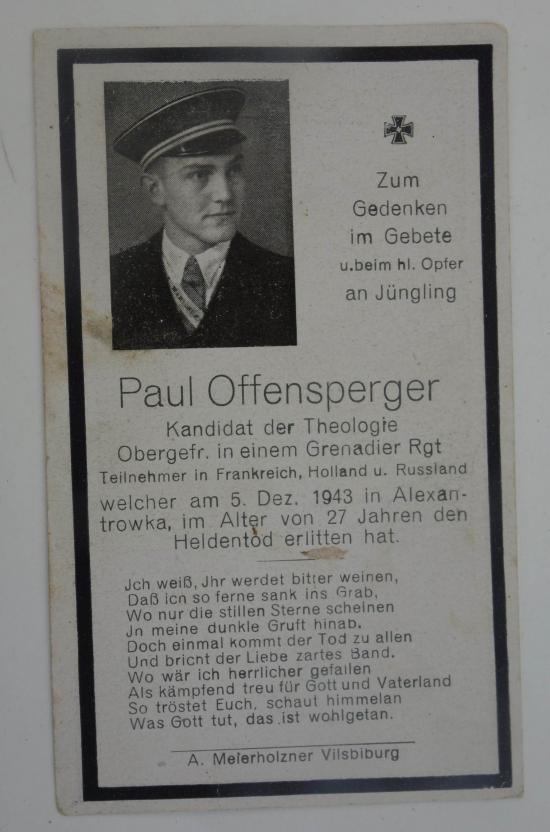 Zum
Gedenken
im Gebete
u.beim hl. Opfer
an Jüngling
Paul Offensperger
Kandidat der Theologie
Obergefr. in einem Grenadier Rgt
Teilnehmer in Frankreich, Holland u. Russland
welcher am 5. Dez. 1943 in Alexan-
trowka, im Alter von 27 Jahren den
Heldentod erlitten hat.
Jch weiß, Jhr werdet bitter weinen,
Daß ich so ferne sank ins Grab,
Wo nur die stillen Sterne scheinen
Jn meine dunkle Gruft hinab.
Doch einmal kommt der Tod zu allen
Und bricht der Liebe zartes Band.
Wo wär ich herrlicher gefallen
Als kämpfend treu für Gott und Vaterland
So tröstet Euch, schaut himmelan
Was Gott tut, das ist wohlgetan.
A. Meierholzner Vilsbiburg